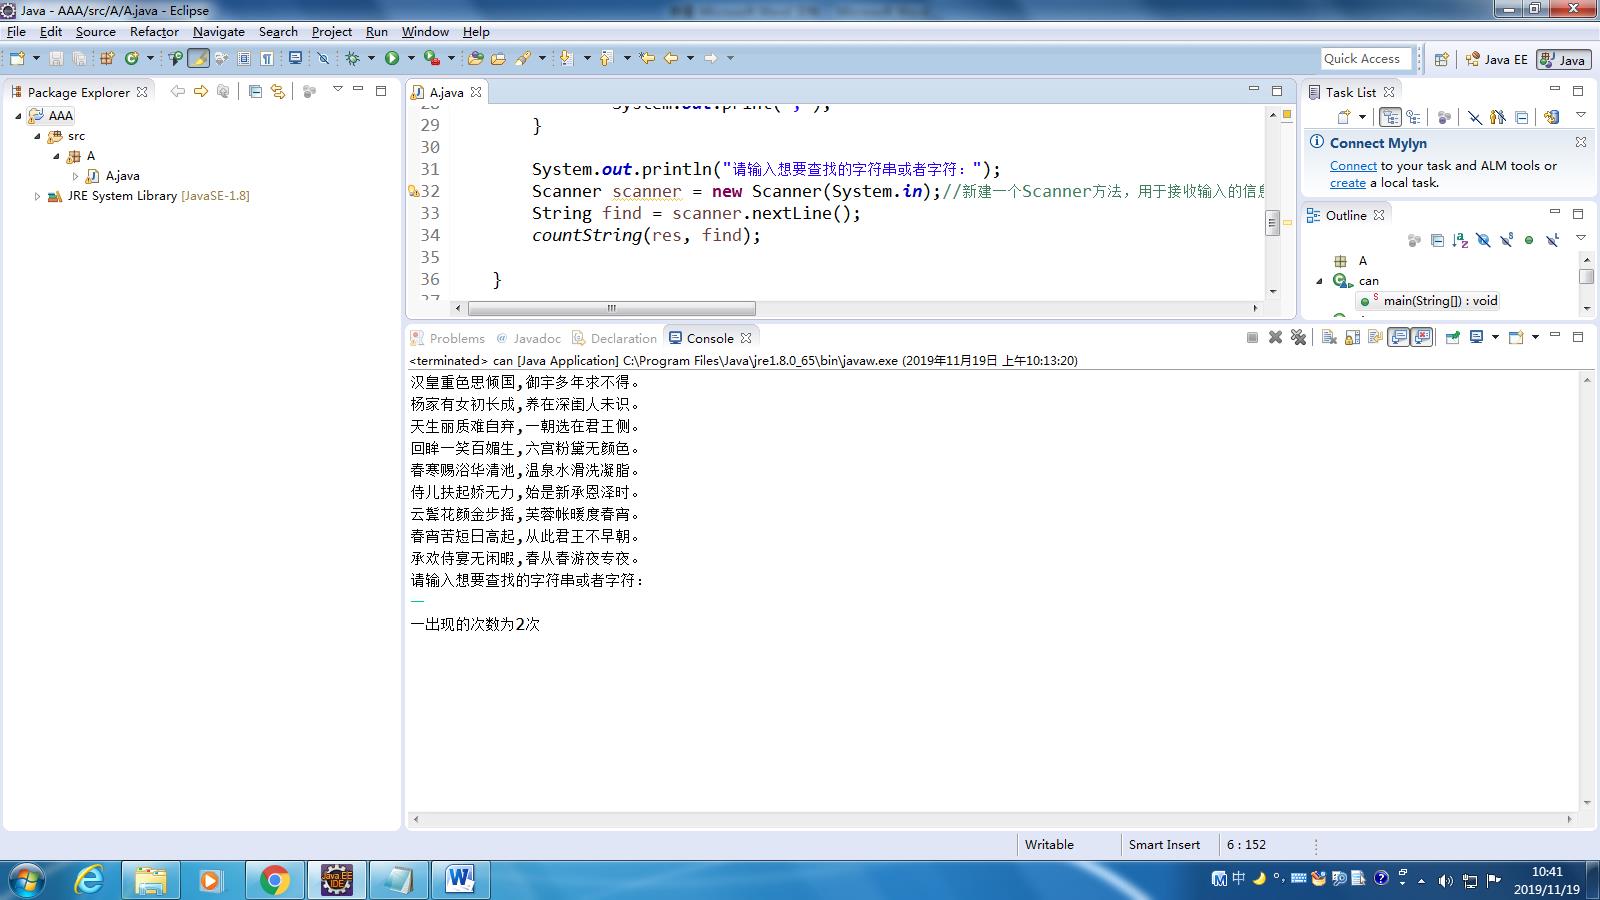 Java - AAA/src/A/A.java - Eclipse
File Edit Source Refactor Navigate Search Project Run Window Help
Quick Access
Java EE
Java
Package Explorer
AAA
src
A
A.java
JRE System Library [JavaSE-1.8]
A.java
28 System.out.print(
29 }
30
31 System.out.println("请输入想要查找的字符串或者字符：");
32 Scanner scanner = new Scanner(System.in);//新建一个Scanner方法，用于接收输入的信息
33 String find = scanner.nextLine();
34 countString(res, find);
35
36 }
37
Task List
Connect Mylyn
Connect to your task and ALM tools or
create a local task.
Outline
A
can
main(String[]) : void
Problems @ Javadoc Declaration Console
<terminated> can [Java Application] C:\Program Files\Java\jre1.8.0_65\bin\javaw.exe (2019年11月19日 上午10:13:20)
汉皇重色思倾国,御宇多年求不得。
杨家有女初长成,养在深闺人未识。
天生丽质难自弃,一朝选在君王侧。
回眸一笑百媚生,六宫粉黛无颜色。
春寒赐浴华清池,温泉水滑洗凝脂。
侍儿扶起娇无力,始是新承恩泽时。
云鬓花颜金步摇,芙蓉帐暖度春宵。
春宵苦短日高起,从此君王不早朝。
承欢侍宴无闲暇,春从春游夜专夜。
请输入想要查找的字符串或者字符：
一
一出现的次数为2次
Writable
Smart Insert
6 : 152
中
10:41
2019/11/19